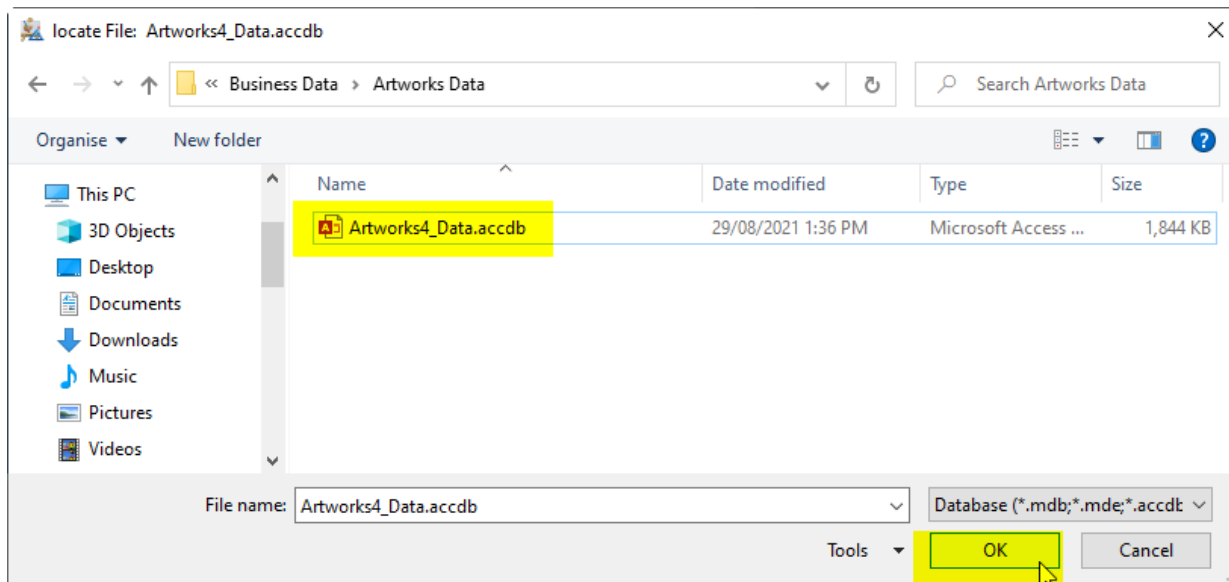 locate File: Artworks4_Data.accdb
« Business Data › Artworks Data
Search Artworks Data
Organise
New folder
?
This PC
3D Objects
Desktop
Documents
Downloads
Music
Pictures
Videos
Name Date modified Type Size
Artworks4_Data.accdb 29/08/2021 1:36 PM Microsoft Access ... 1,844 KB
File name: Artworks4_Data.accdb Database (*.mdb;*.mde;*.accdb
Tools OK Cancel